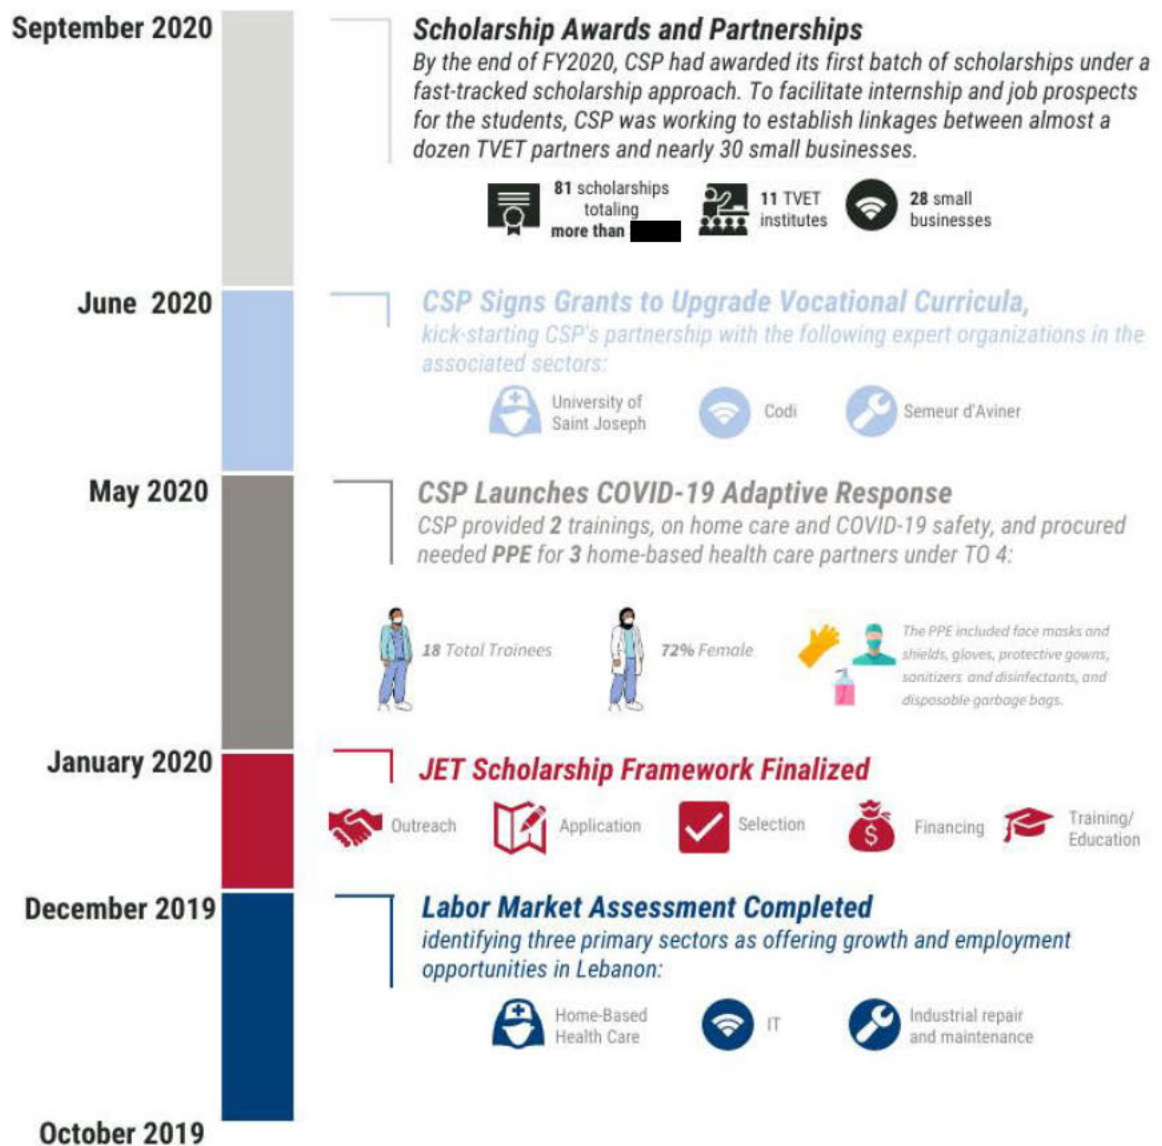 September 2020
Scholarship Awards and Partnerships
By the end of FY2020, CSP had awarded its first batch of scholarships under a
fast-tracked scholarship approach. To facilitate internship and job prospects
for the students, CSP was working to establish linkages between almost a
dozen TVET partners and nearly 30 small businesses.
81 scholarships
totaling
more than
11 TVET
institutes
28 small
businesses
June 2020
CSP Signs Grants to Upgrade Vocational Curricula,
kick-starting CSP's partnership with the following expert organizations in the
associated sectors:
University of
Saint Joseph
Codi
Semeur d'Aviner
May 2020
CSP Launches COVID-19 Adaptive Response
CSP provided 2 trainings, on home care and COVID-19 safety, and procured
needed PPE for 3 home-based health care partners under TO 4:
18 Total Trainees
72% Female
The PPE included face masks and
shields, gloves, protective gowns,
sanitizers and disinfectants, and
disposable garbage bags.
January 2020
JET Scholarship Framework Finalized
Outreach
Application
Selection
$
Financing
Training/
Education
December 2019
Labor Market Assessment Completed
identifying three primary sectors as offering growth and employment
opportunities in Lebanon:
Home-Based
Health Care
IT
Industrial repair
and maintenance
October 2019